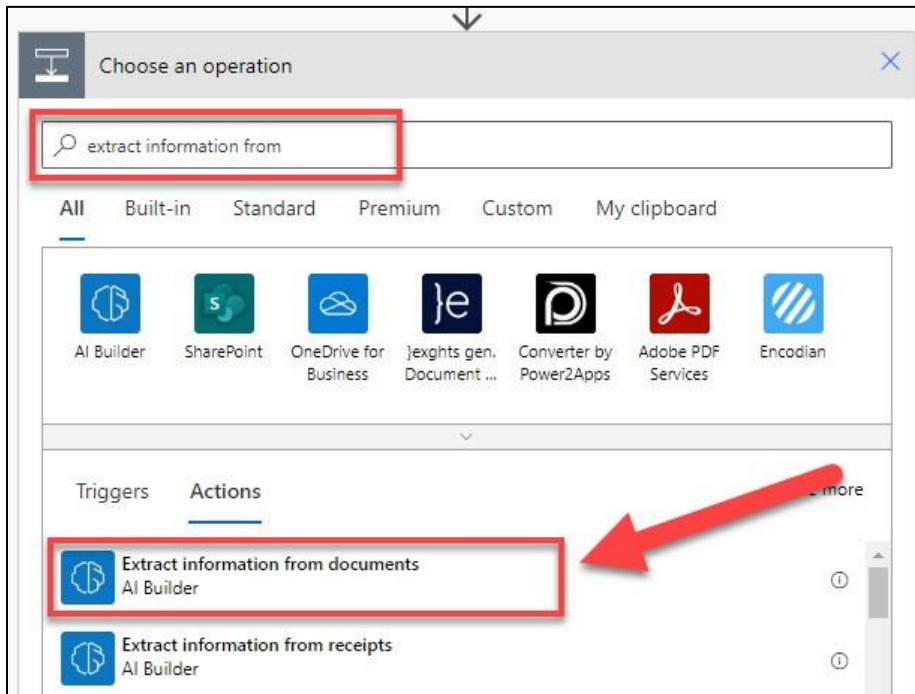 Choose an operation
extract information from
All Built-in Standard Premium Custom My clipboard
S
}e
AI Builder SharePoint OneDrive for Business }exghts gen. Document ... Converter by Power2Apps Adobe PDF Services Encodian
Triggers Actions more
Extract information from documents
AI Builder
Extract information from receipts
AI Builder